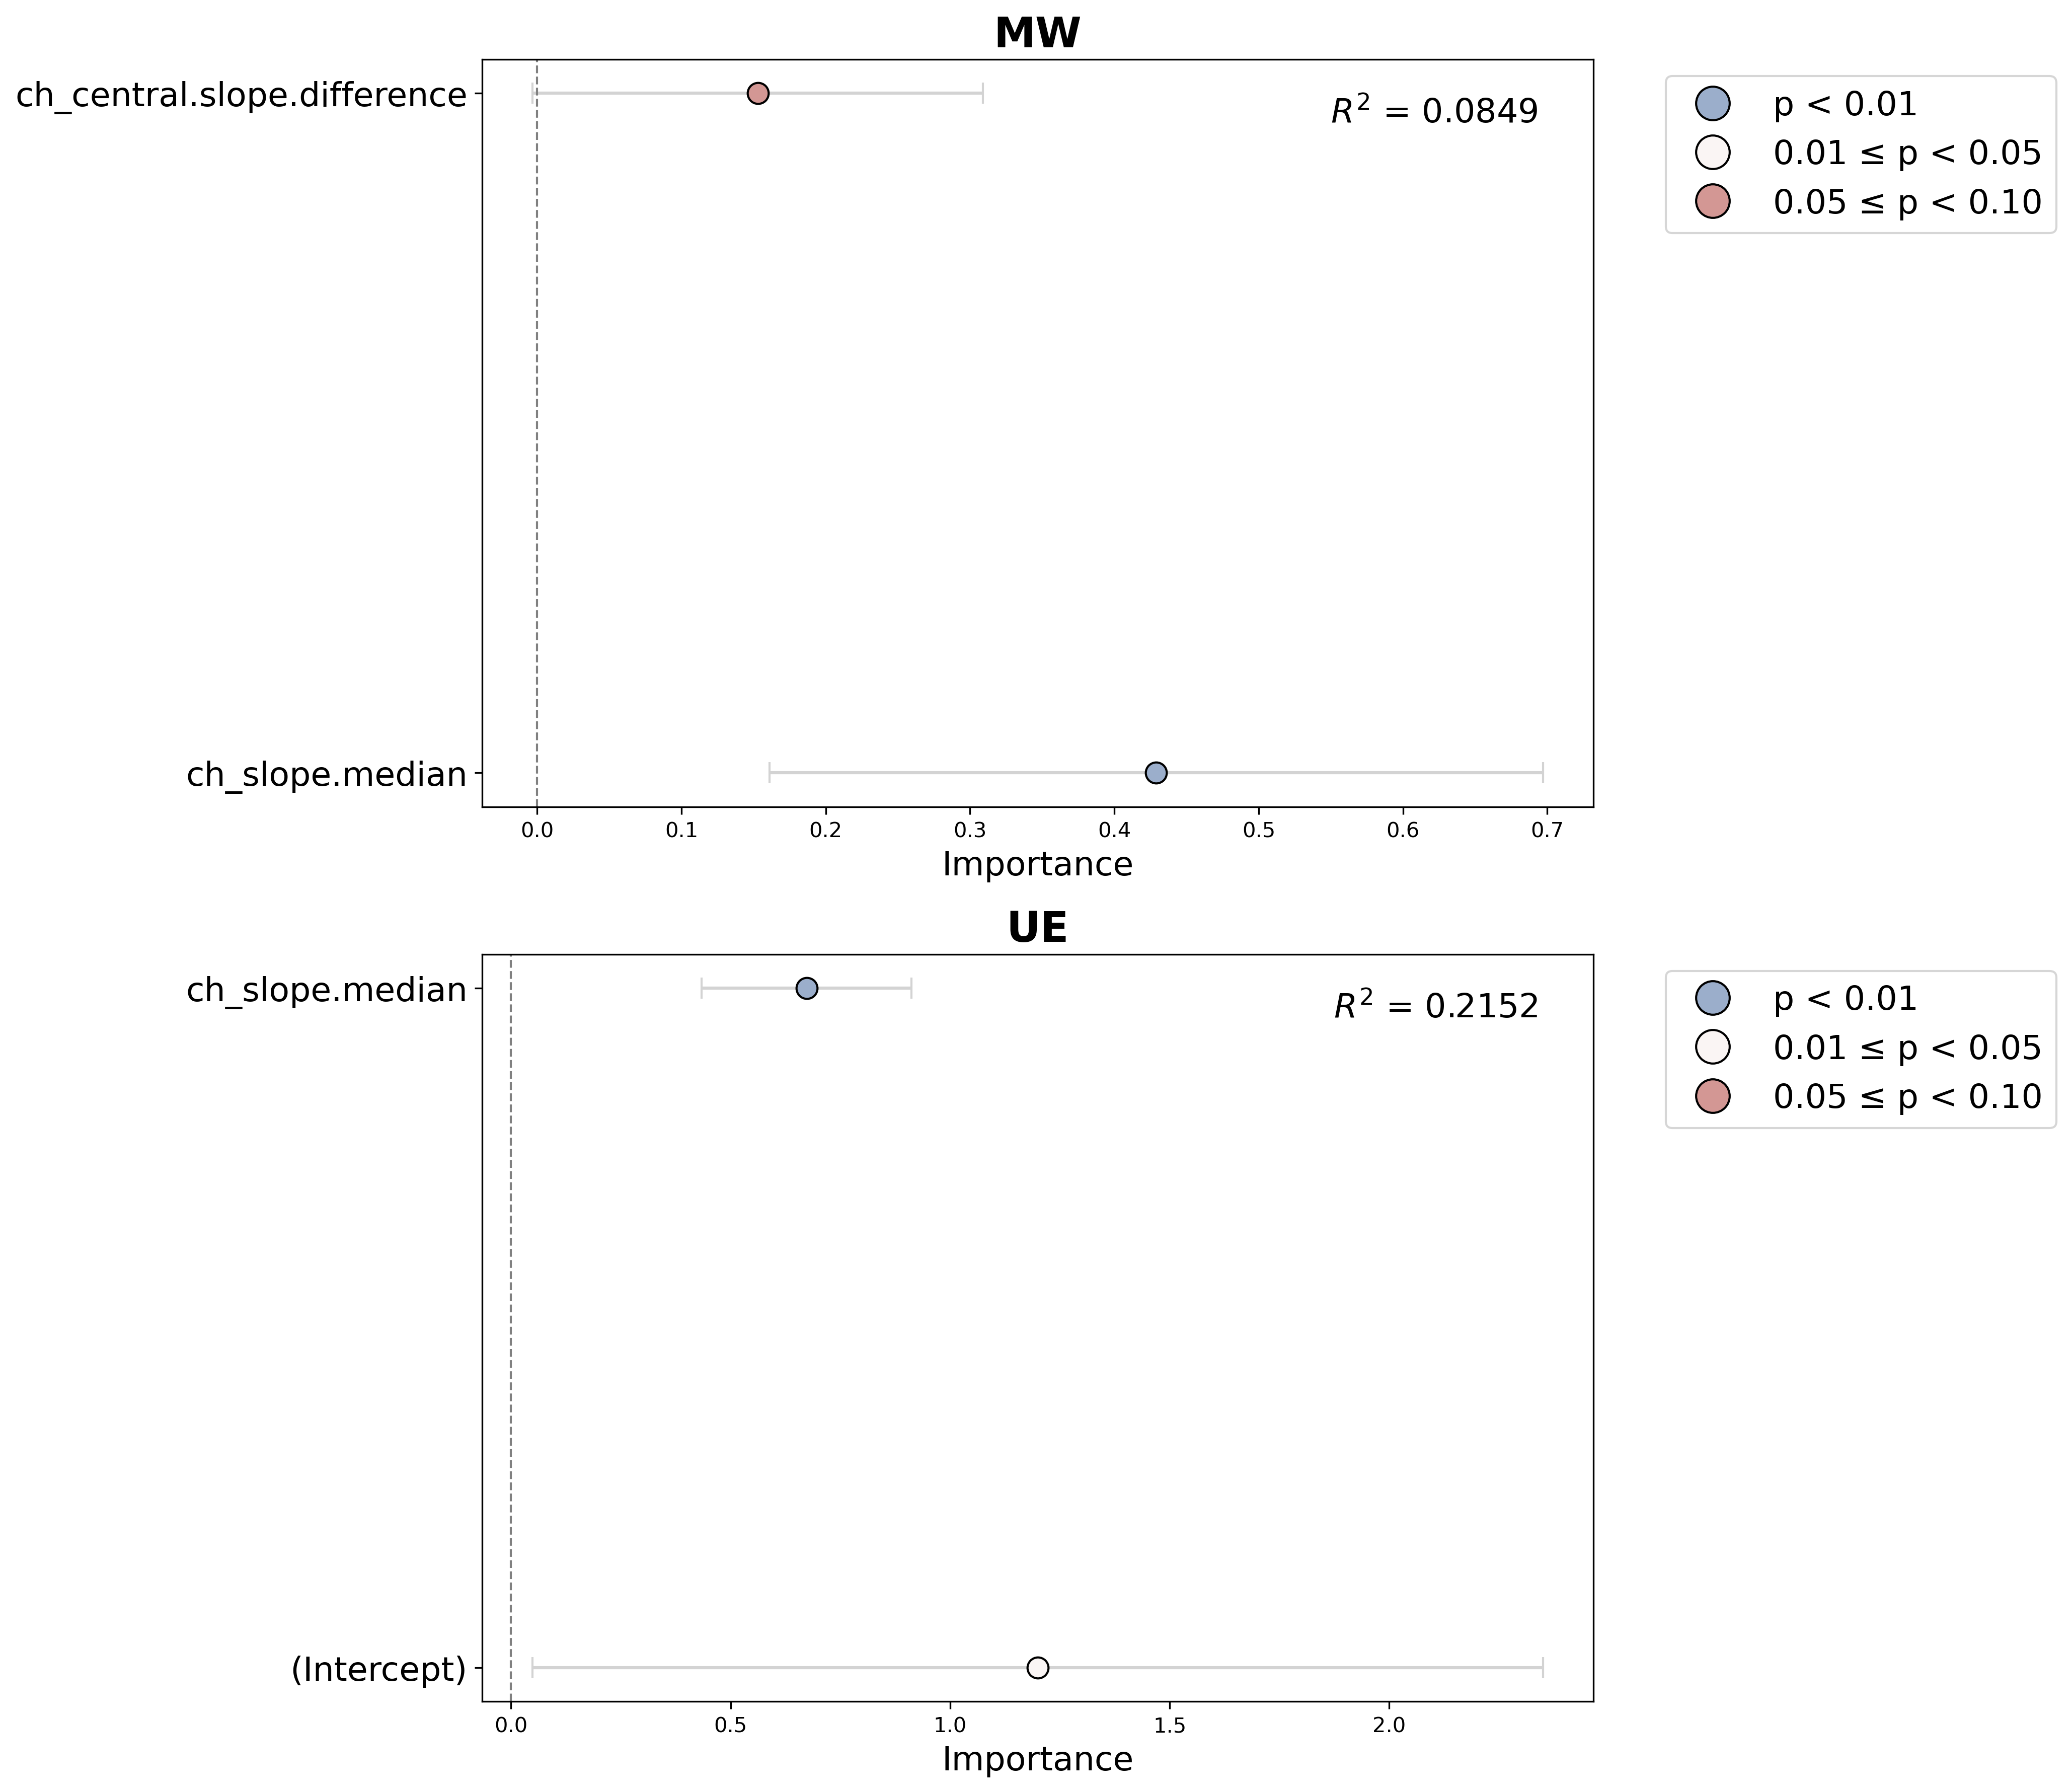 MW
ch_central.slope.difference
R² = 0.0849
p < 0.01
0.01 ≤ p < 0.05
0.05 ≤ p < 0.10
ch_slope.median
0.0 0.1 0.2 0.3 0.4 0.5 0.6 0.7
Importance
UE
ch_slope.median
R² = 0.2152
p < 0.01
0.01 ≤ p < 0.05
0.05 ≤ p < 0.10
(Intercept)
0.0 0.5 1.0 1.5 2.0
Importance